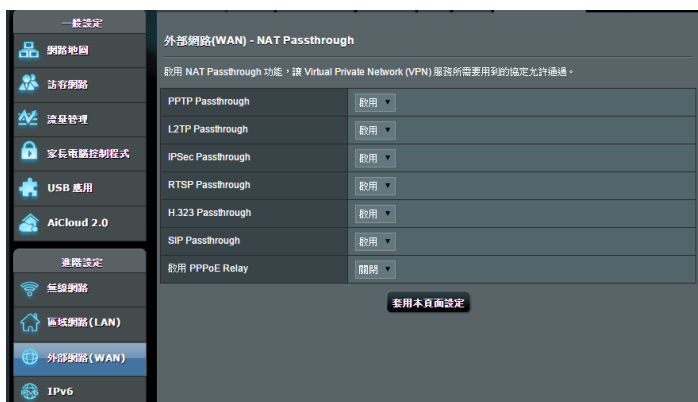 一般設定
網路地圖
訪客網路
流量管理
家長電腦控制程式
USB 應用
AiCloud 2.0
進階設定
無線網路
區域網路(LAN)
外部網路(WAN)
IPv6
外部網路(WAN) - NAT Passthrough
啟用 NAT Passthrough 功能，讓 Virtual Private Network (VPN) 服務所需要用到的協定允許通過。
PPTP Passthrough 啟用
L2TP Passthrough 啟用
IPSec Passthrough 啟用
RTSP Passthrough 啟用
H.323 Passthrough 啟用
SIP Passthrough 啟用
啟用 PPPoE Relay 關閉
套用本頁面設定